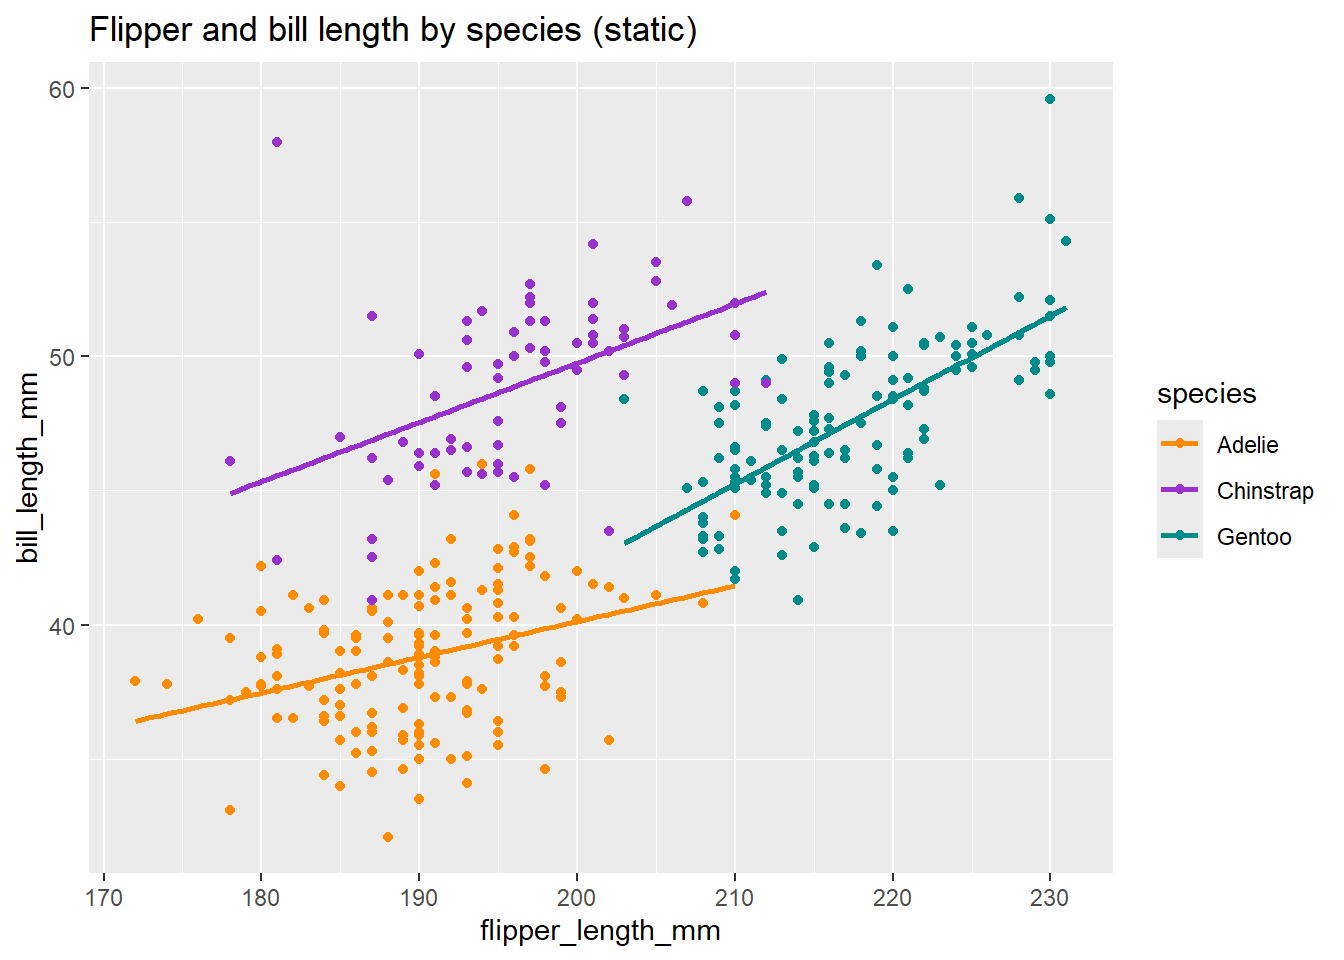 Flipper and bill length by species (static)
60
50
40
bill_length_mm
170 180 190 200 210 220 230
flipper_length_mm
species
Adelie
Chinstrap
Gentoo